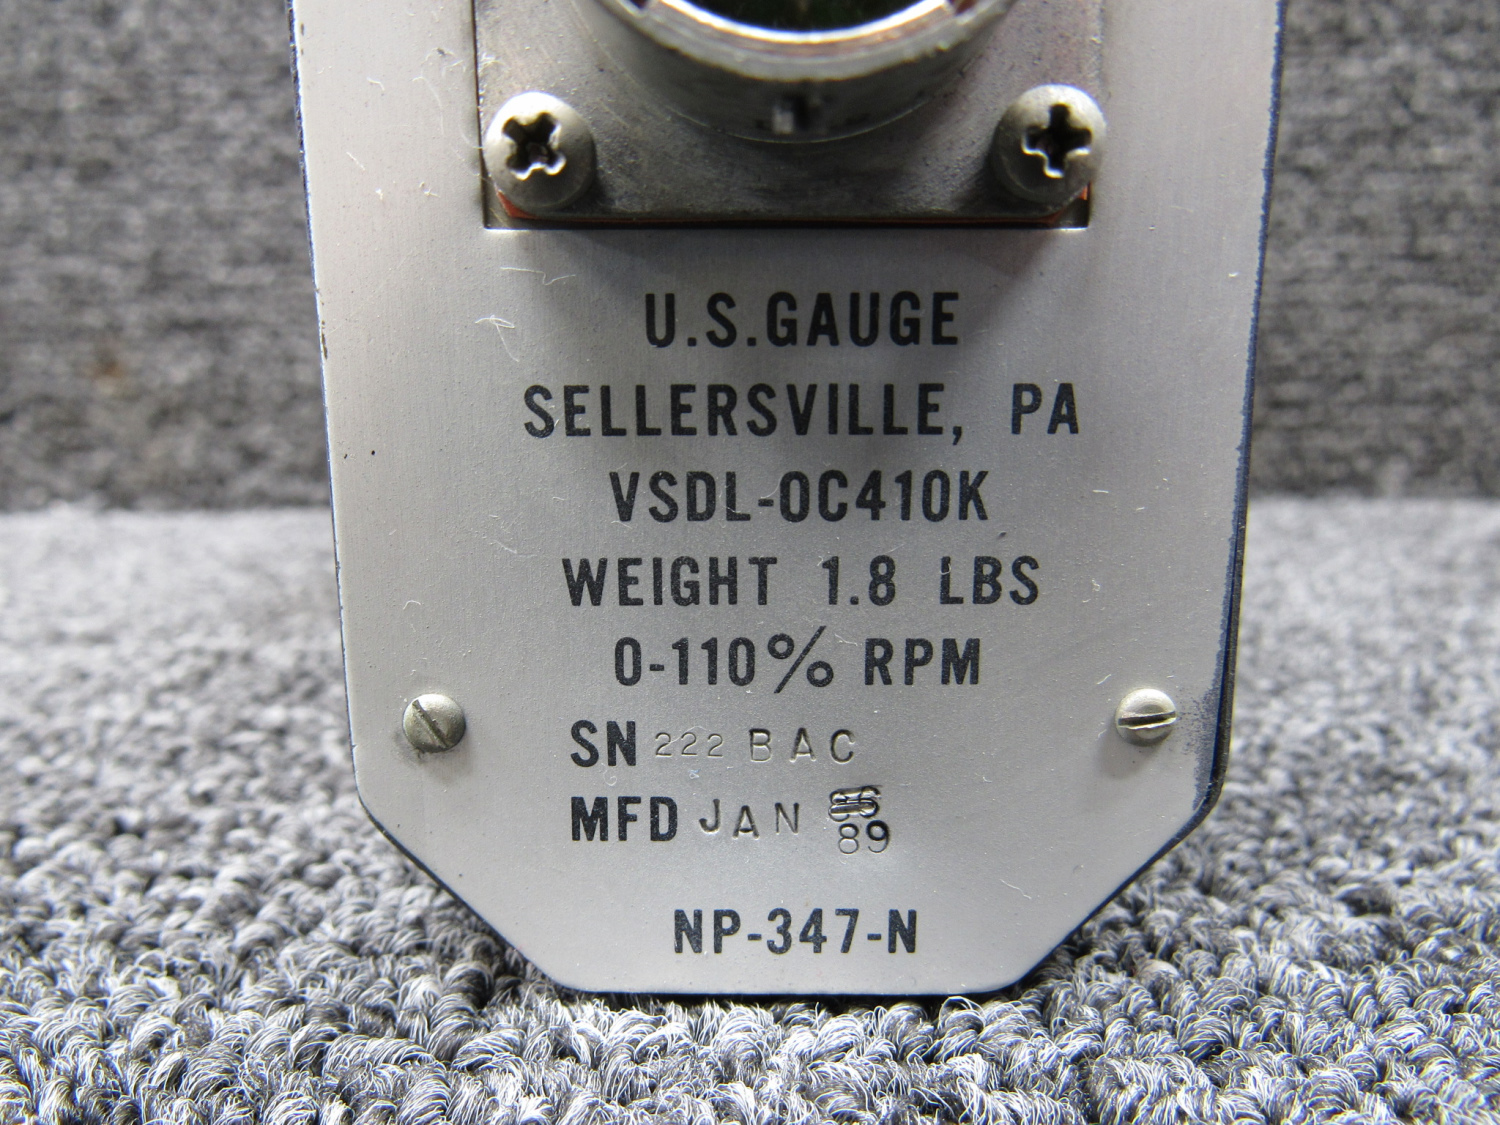 U.S.GAUGE
SELLERSVILLE, PA
VSDL-OC410K
WEIGHT 1.8 LBS
0-110% RPM
SN 222 BAC
MFD JAN 89
NP-347-N